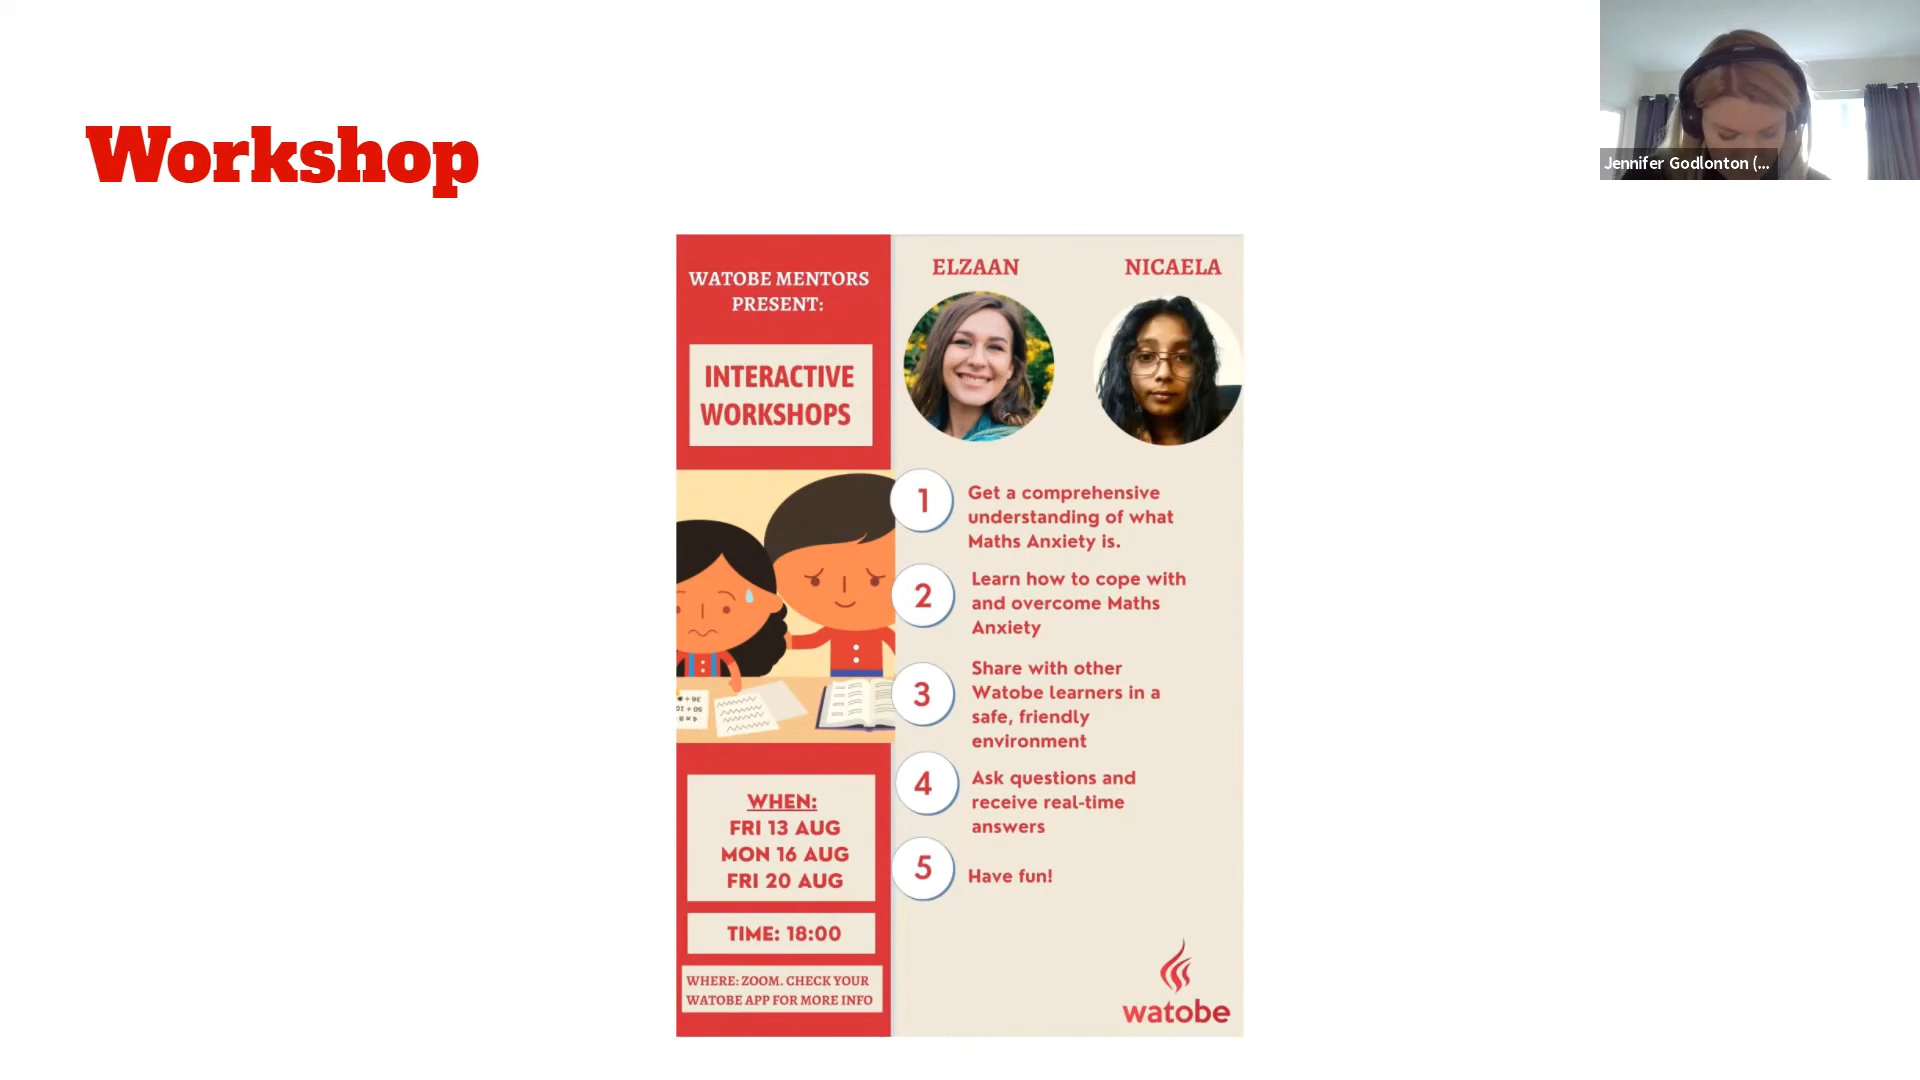 Workshop
Jennifer Godlonton (...
WATOBE MENTORS
PRESENT:
INTERACTIVE
WORKSHOPS
WHEN:
FRI 13 AUG
MON 16 AUG
FRI 20 AUG
TIME: 18:00
WHERE: ZOOM. CHECK YOUR
WATOBE APP FOR MORE INFO
ELZAAN
NICAELA
1
Get a comprehensive
understanding of what
Maths Anxiety is.
2
Learn how to cope with
and overcome Maths
Anxiety
3
Share with other
Watobe learners in a
safe, friendly
environment
4
Ask questions and
receive real-time
answers
5
Have fun!
watobe